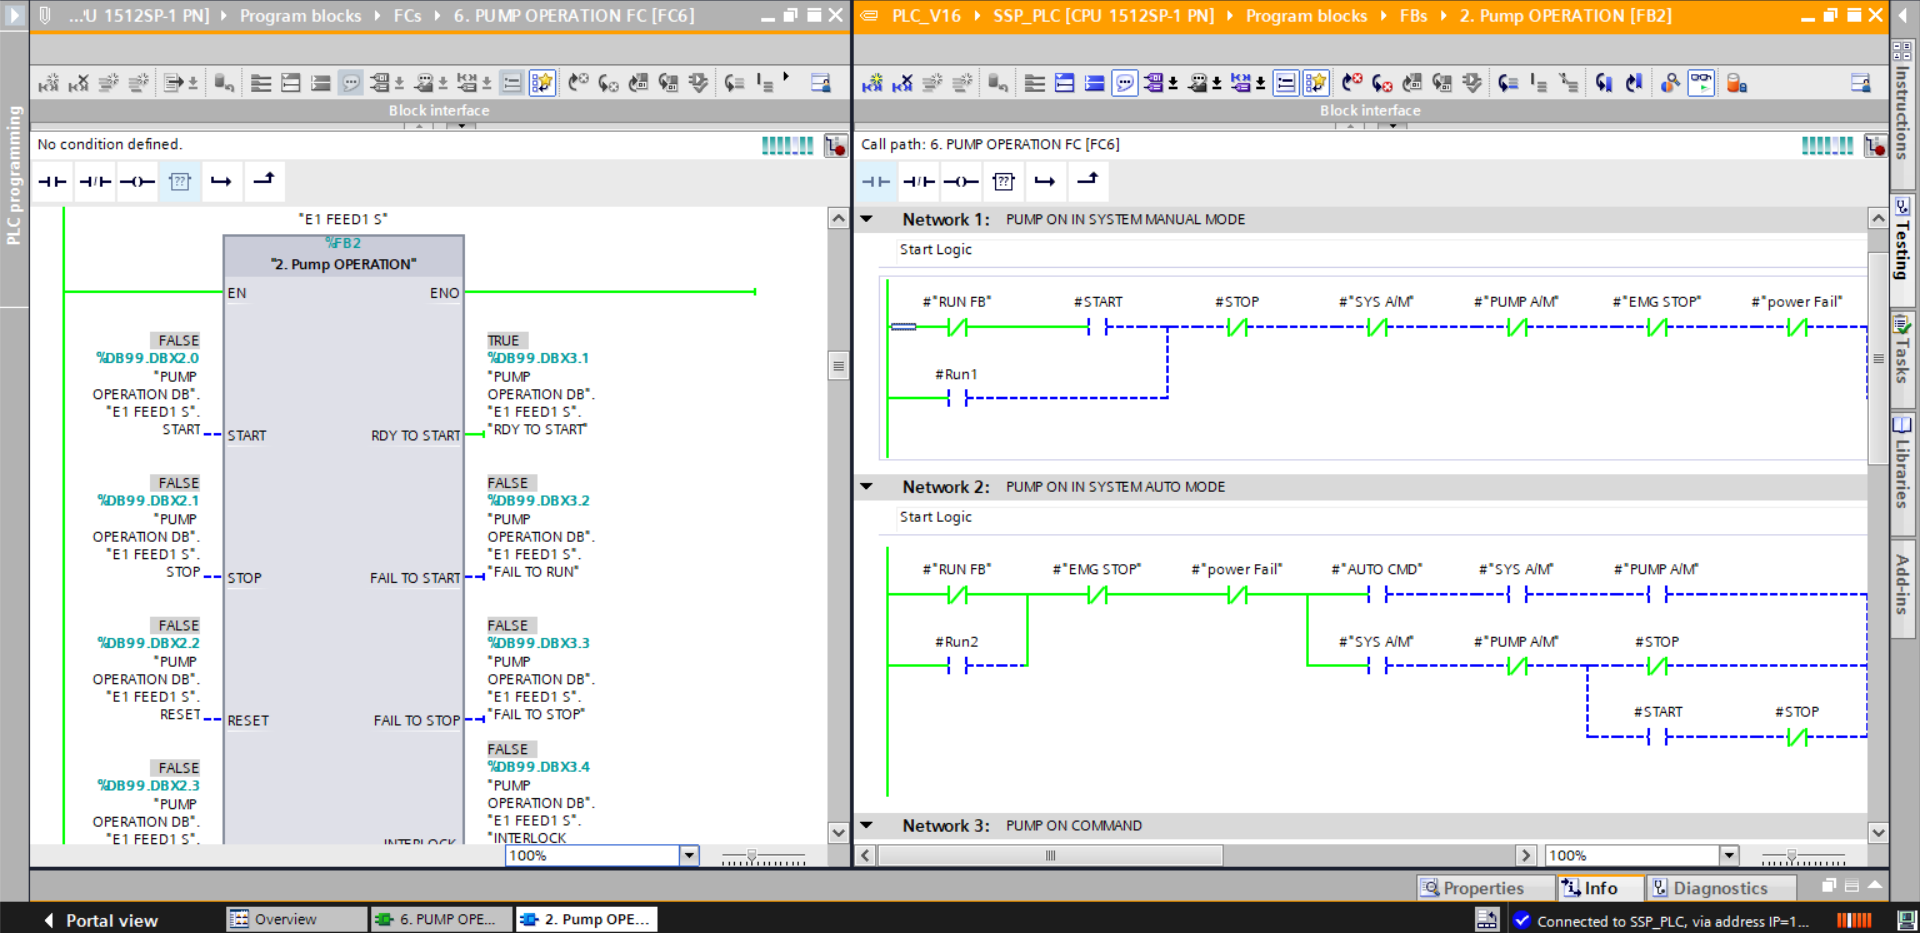 ...'U 1512SP-1 PN] Program blocks FCs 6. PUMP OPERATION FC [FC6]
Block interface
No condition defined.
??
"E1 FEED1 S"
%FB2
"2. Pump OPERATION"
EN
ENO
FALSE
%DB99.DBX2.0
"PUMP
OPERATION DB".
"E1 FEED1 S".
START
START
RDY TO START
TRUE
%DB99.DBX3.1
"PUMP
OPERATION DB".
"E1 FEED1 S".
"RDY TO START"
FALSE
%DB99.DBX2.1
"PUMP
OPERATION DB".
"E1 FEED1 S".
STOP
STOP
FAIL TO START
FALSE
%DB99.DBX3.2
"PUMP
OPERATION DB".
"E1 FEED1 S".
"FAIL TO RUN"
FALSE
%DB99.DBX2.2
"PUMP
OPERATION DB".
"E1 FEED1 S".
RESET
RESET
FAIL TO STOP
FALSE
%DB99.DBX3.3
"PUMP
OPERATION DB".
"E1 FEED1 S".
"FAIL TO STOP"
FALSE
%DB99.DBX2.3
"PUMP
OPERATION DB".
"E1 FEED1 S".
INTERLOCK
FALSE
%DB99.DBX3.4
"PUMP
OPERATION DB".
"E1 FEED1 S".
"INTERLOCK
100%
PLC programming
PLC_V16 SSP_PLC [CPU 1512SP-1 PN] Program blocks FBs 2. Pump OPERATION [FB2]
Block interface
Call path: 6. PUMP OPERATION FC [FC6]
??
Network 1: PUMP ON IN SYSTEM MANUAL MODE
Start Logic
#"RUN FB" #START #STOP #"SYS A/M" #"PUMP A/M" #"EMG STOP" #"power Fail"
#Run1
Network 2: PUMP ON IN SYSTEM AUTO MODE
Start Logic
#"RUN FB" #"EMG STOP" #"power Fail" #"AUTO CMD" #"SYS A/M" #"PUMP A/M"
#Run2 #"SYS A/M" #"PUMP A/M" #STOP
#START #STOP
Network 3: PUMP ON COMMAND
100%
Instructions
Testing
Tasks
Libraries
Add-ins
Properties Info Diagnostics
Portal view Overview 6. PUMP OPE... 2. Pump OPE... Connected to SSP_PLC, via address IP=1...